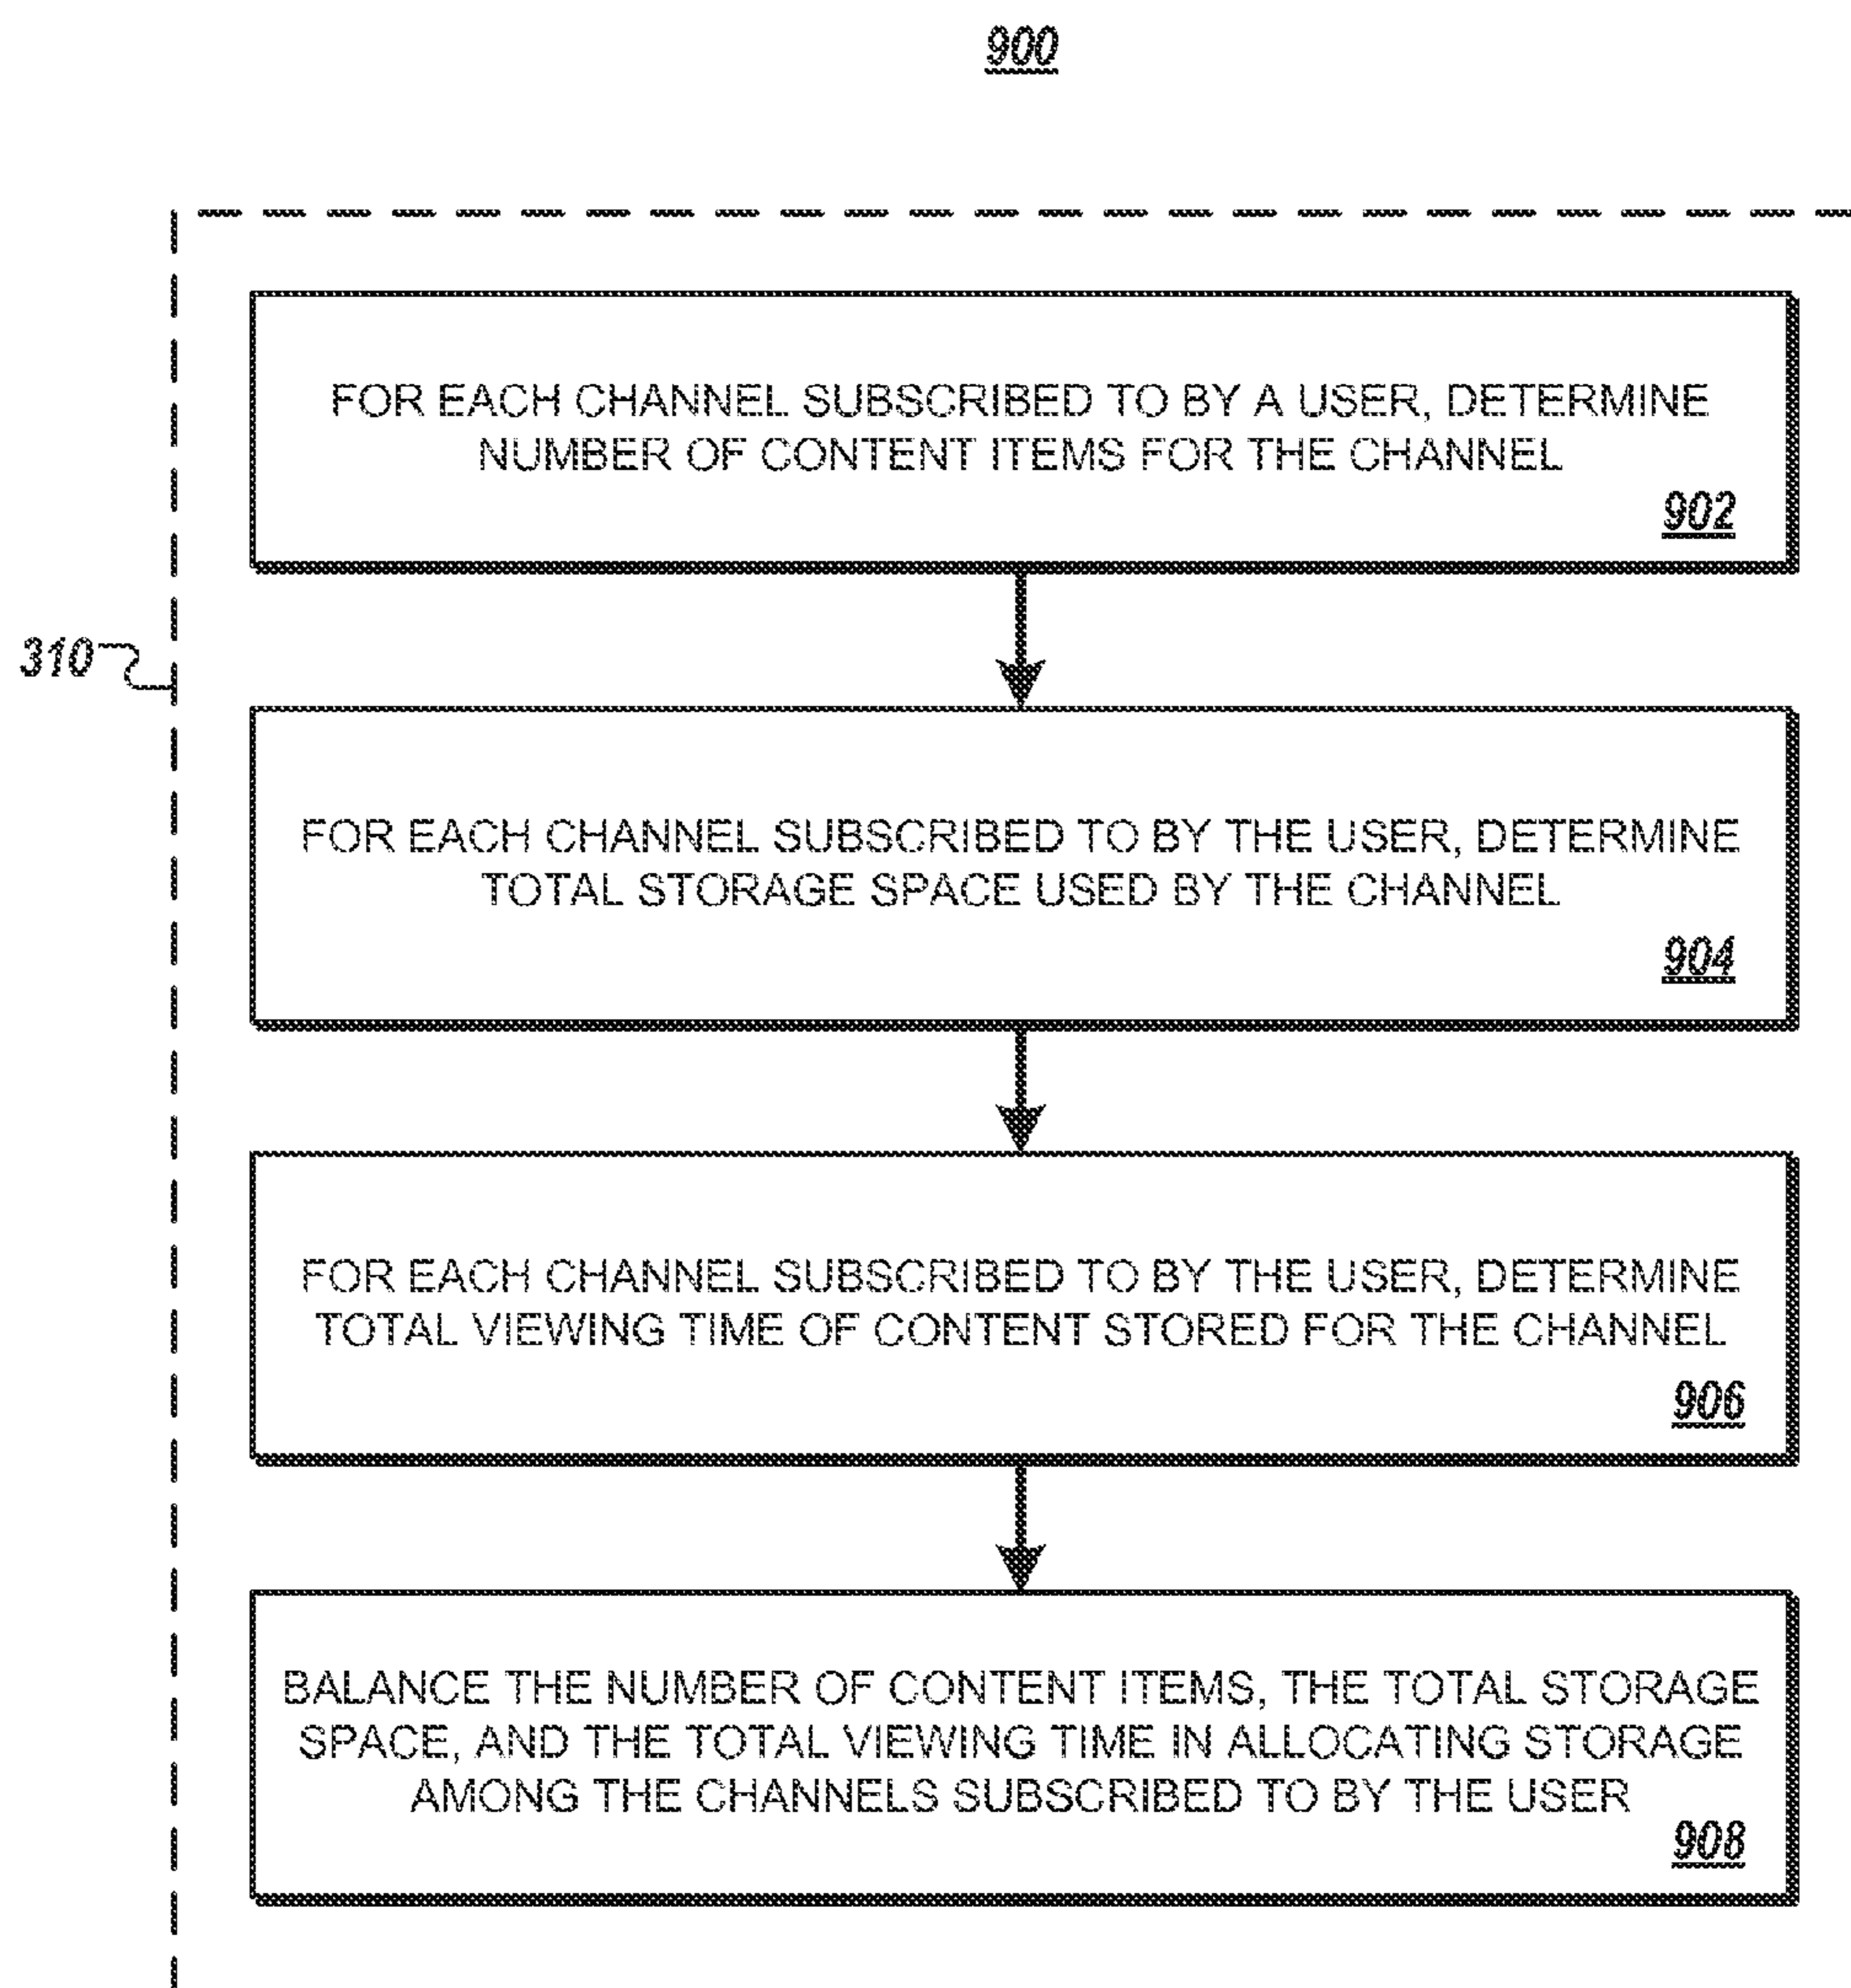 900
FOR EACH CHANNEL SUBSCRIBED TO BY A USER, DETERMINE
NUMBER OF CONTENT ITEMS FOR THE CHANNEL
902
310
FOR EACH CHANNEL SUBSCRIBED TO BY THE USER, DETERMINE
TOTAL STORAGE SPACE USED BY THE CHANNEL
904
FOR EACH CHANNEL SUBSCRIBED TO BY THE USER, DETERMINE
TOTAL VIEWING TIME OF CONTENT STORED FOR THE CHANNEL
906
BALANCE THE NUMBER OF CONTENT ITEMS, THE TOTAL STORAGE
SPACE, AND THE TOTAL VIEWING TIME IN ALLOCATING STORAGE
AMONG THE CHANNELS SUBSCRIBED TO BY THE USER
908